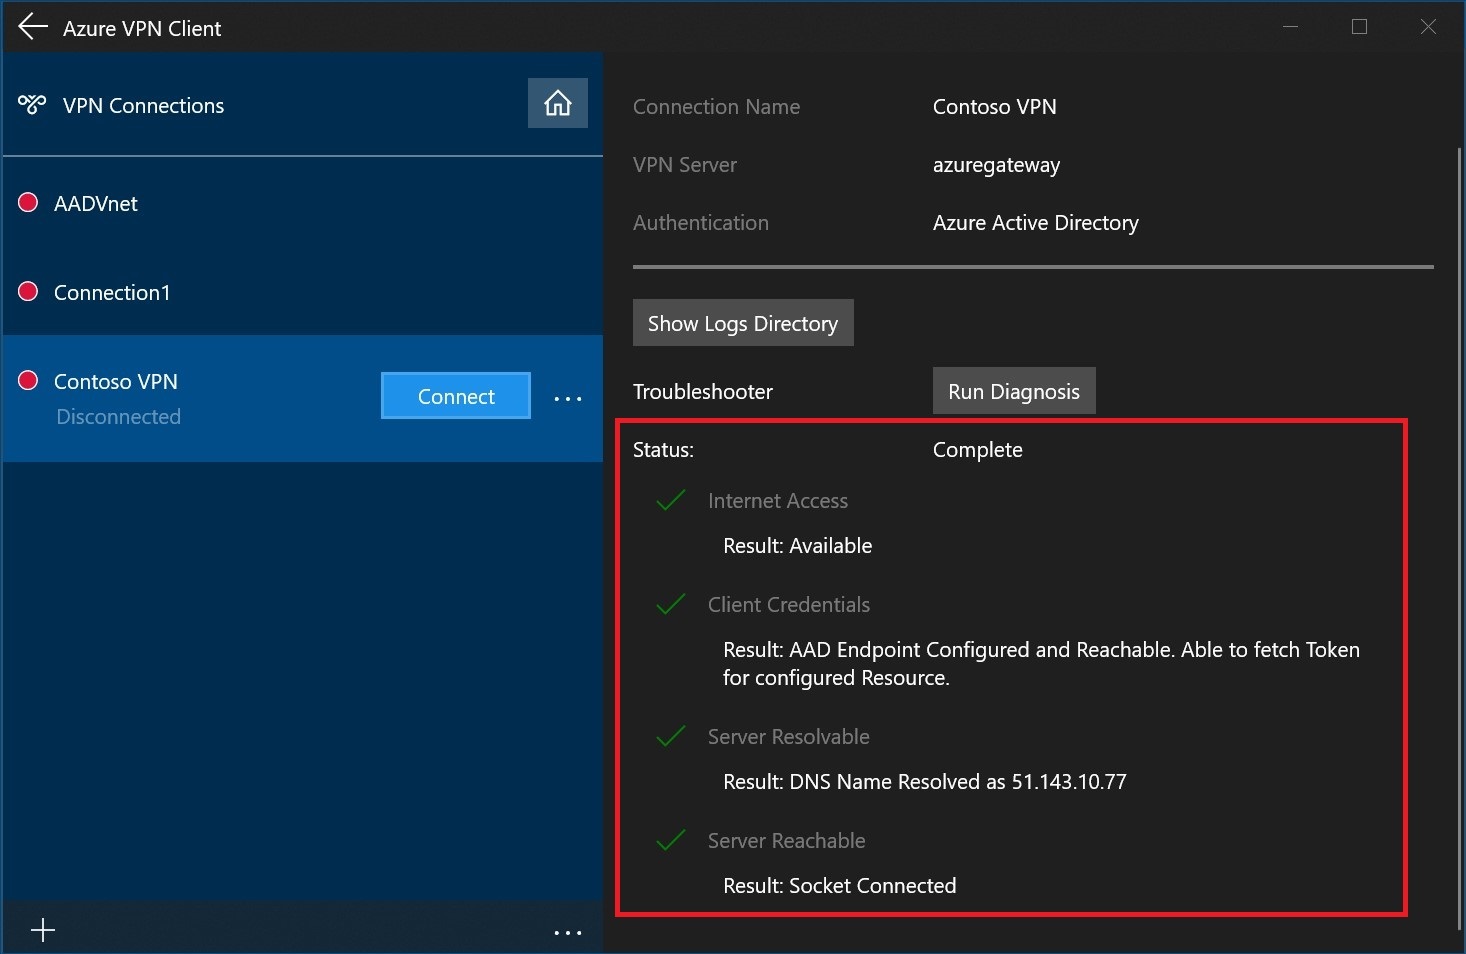 Azure VPN Client
VPN Connections
AADVnet
Connection1
Contoso VPN
Disconnected
Connect
Connection Name Contoso VPN
VPN Server azuregateway
Authentication Azure Active Directory
Show Logs Directory
Troubleshooter Run Diagnosis
Status: Complete
Internet Access
Result: Available
Client Credentials
Result: AAD Endpoint Configured and Reachable. Able to fetch Token
for configured Resource.
Server Resolvable
Result: DNS Name Resolved as 51.143.10.77
Server Reachable
Result: Socket Connected